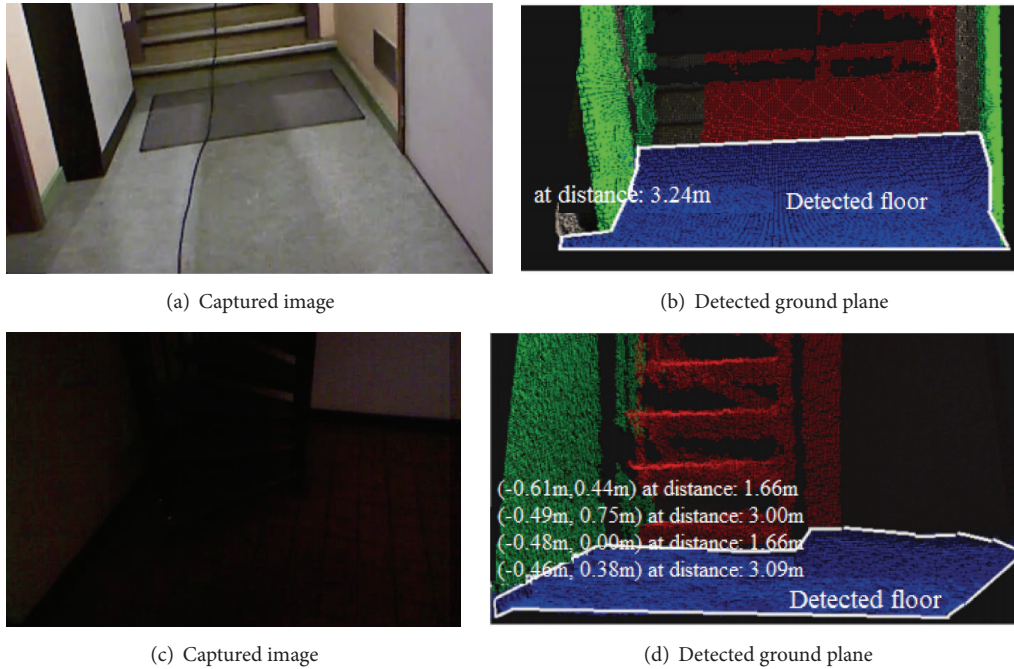 at distance: 3.24m
Detected floor
(a) Captured image
(b) Detected ground plane
(-0.61m,0.44m) at distance: 1.66m
(-0.49m, 0.75m) at distance: 3.00m
(-0.48m, 0.00m) at distance: 1.66m
(-0.46m, 0.38m) at distance: 3.09m
Detected floor
(c) Captured image
(d) Detected ground plane